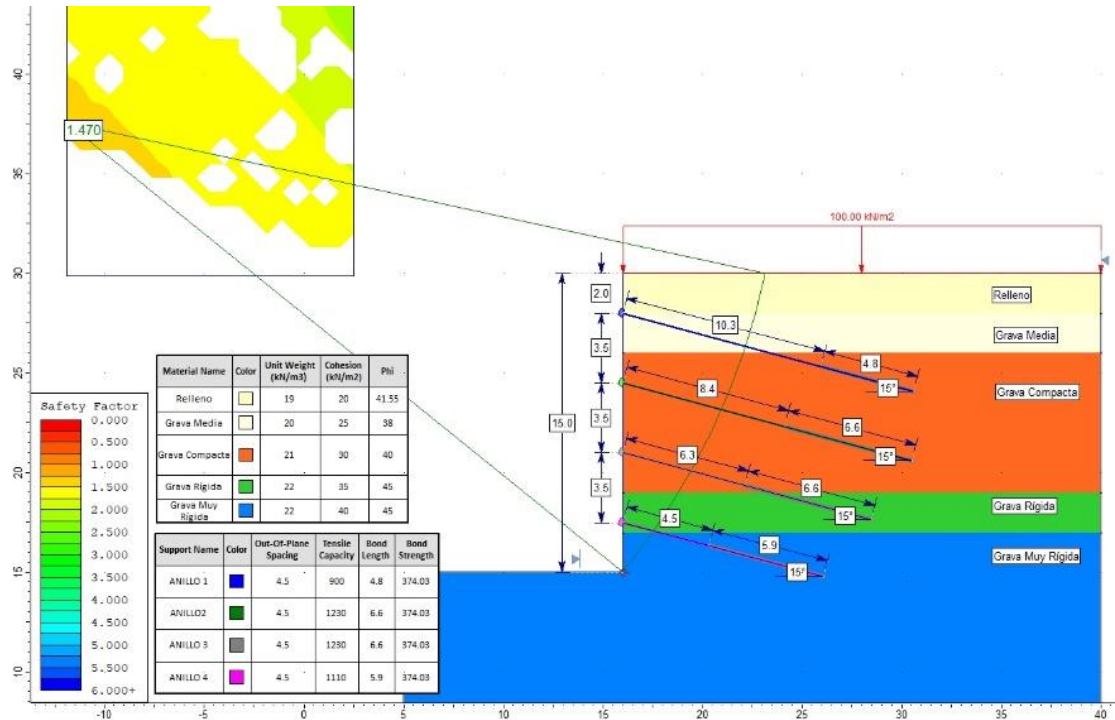 40
35
30
25
20
15
10
1.470
100.00 kN/m2
Relleno
Grava Media
Grava Compacta
Grava Rígida
Grava Muy Rígida
2.0
3.5
3.5
3.5
15.0
10.3
4.8
15°
8.4
6.6
15°
6.3
6.6
15°
4.5
5.9
15°
Material Name Color Unit Weight (kN/m3) Cohesion (kN/m2) Phi
Relleno 19 20 41.55
Grava Media 20 25 38
Grava Compacta 21 30 40
Grava Rígida 22 35 45
Grava Muy Rígida 22 40 45
Support Name Color Out-Of-Plane Spacing Tensile Capacity Bond Length Bond Strength
ANILLO 1 4.5 900 4.8 374.03
ANILLO2 4.5 1230 6.6 374.03
ANILLO 3 4.5 1230 6.6 374.03
ANILLO 4 4.5 1110 5.9 374.03
Safety Factor
0.000
0.500
1.000
1.500
2.000
2.500
3.000
3.500
4.000
4.500
5.000
5.500
6.000+
-10 -5 0 5 10 15 20 25 30 35 40